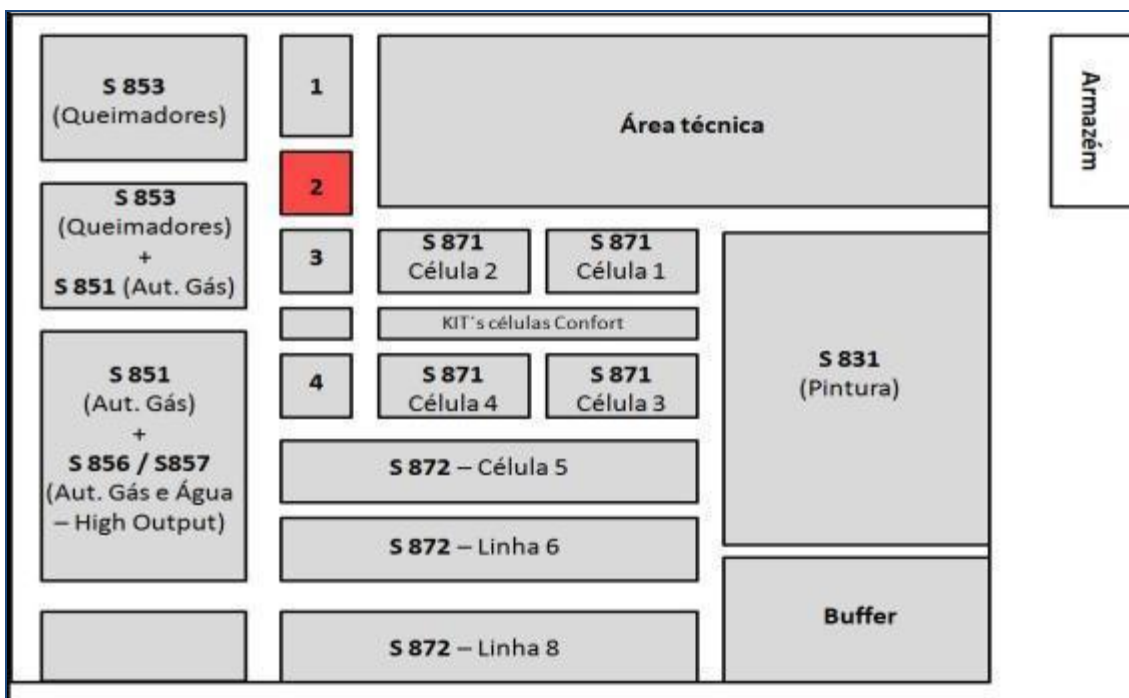 S 853
(Queimadores)
S 853
(Queimadores)
+
S 851 (Aut. Gás)
S 851
(Aut. Gás)
+
S 856 / S857
(Aut. Gás e Água
– High Output)
1
2
3
4
Área técnica
S 871
Célula 2
S 871
Célula 1
KIT´s células Confort
S 871
Célula 4
S 871
Célula 3
S 872 – Célula 5
S 872 – Linha 6
S 872 – Linha 8
S 831
(Pintura)
Buffer
Armazém